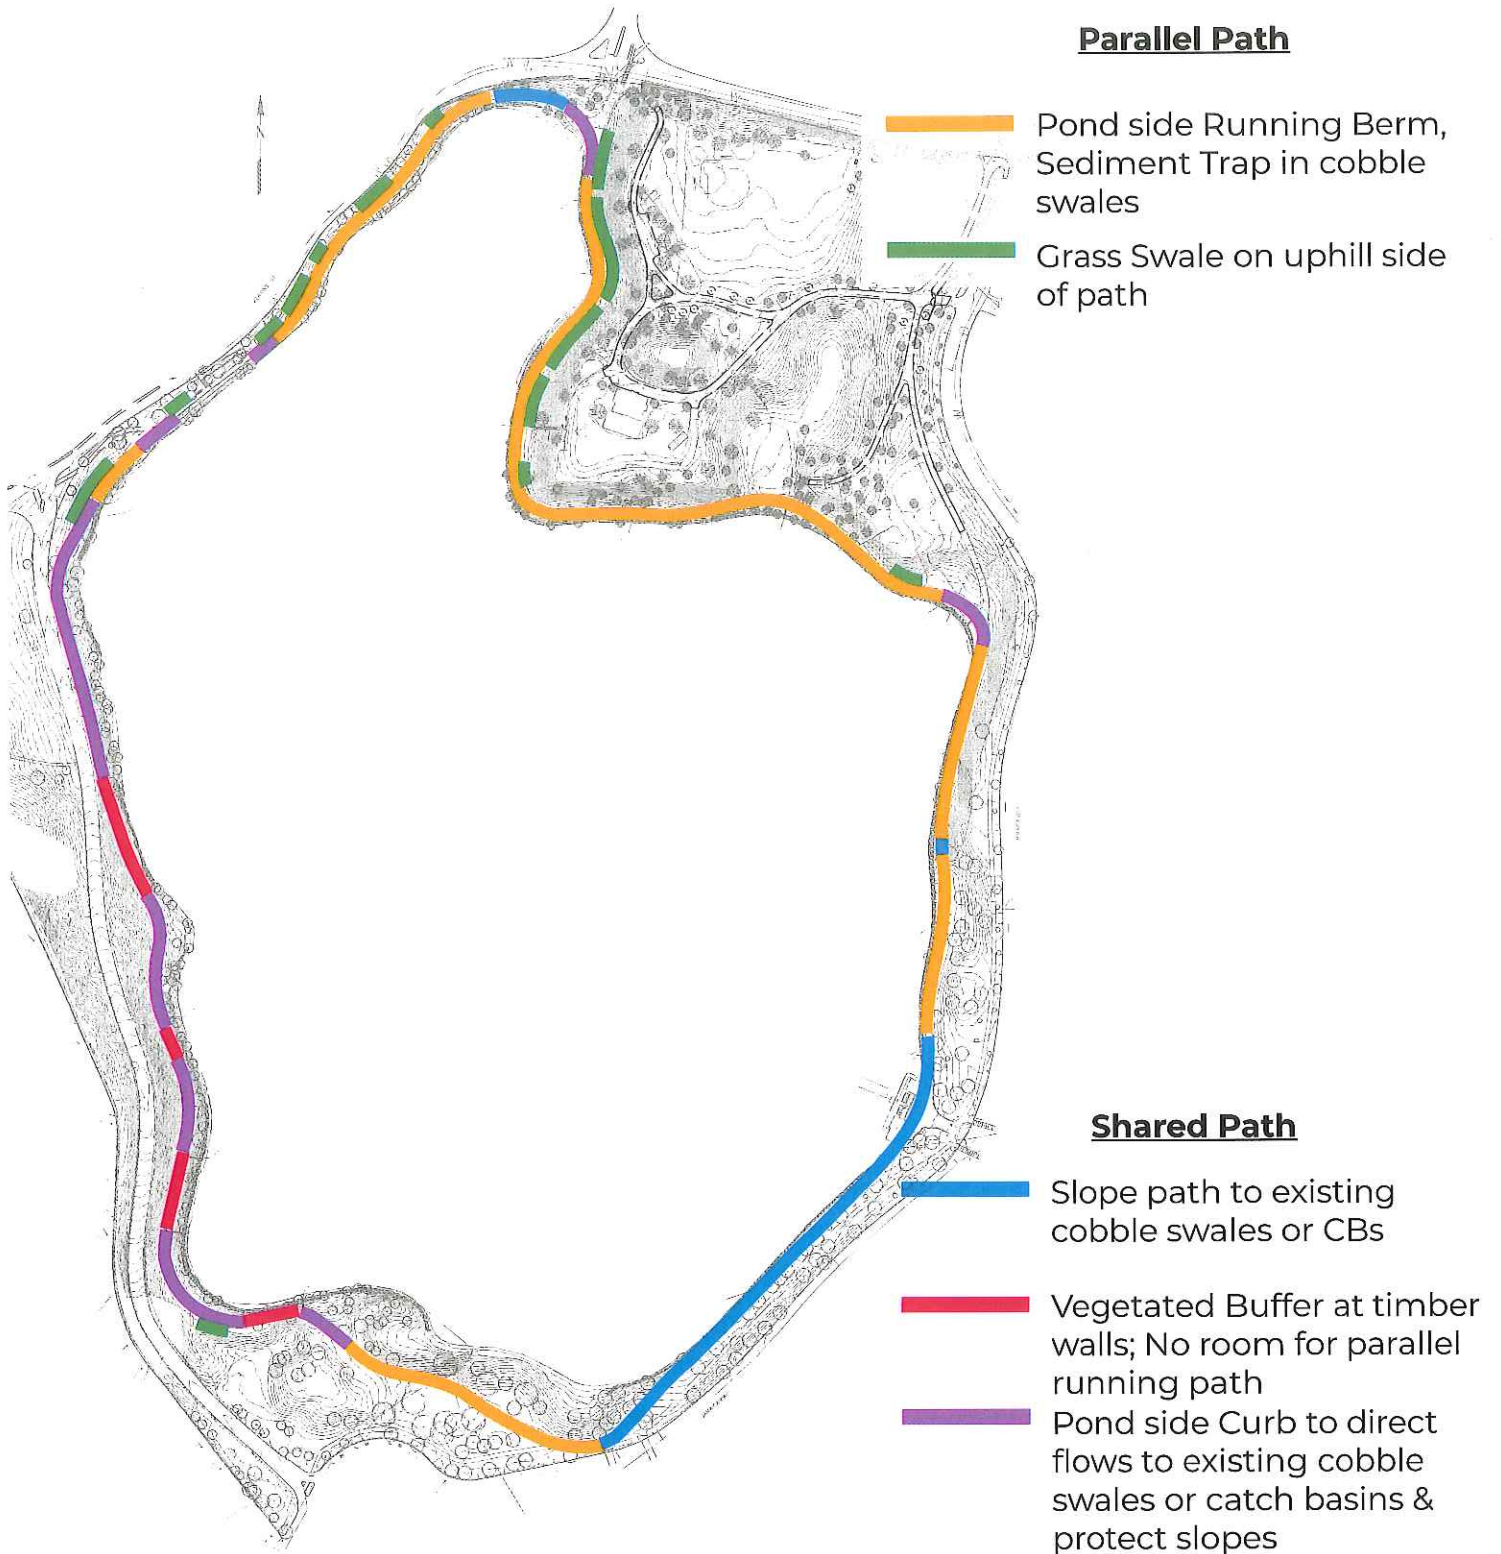 Parallel Path
Pond side Running Berm,
Sediment Trap in cobble
swales
Grass Swale on uphill side
of path
Shared Path
Slope path to existing
cobble swales or CBs
Vegetated Buffer at timber
walls; No room for parallel
running path
Pond side Curb to direct
flows to existing cobble
swales or catch basins &
protect slopes